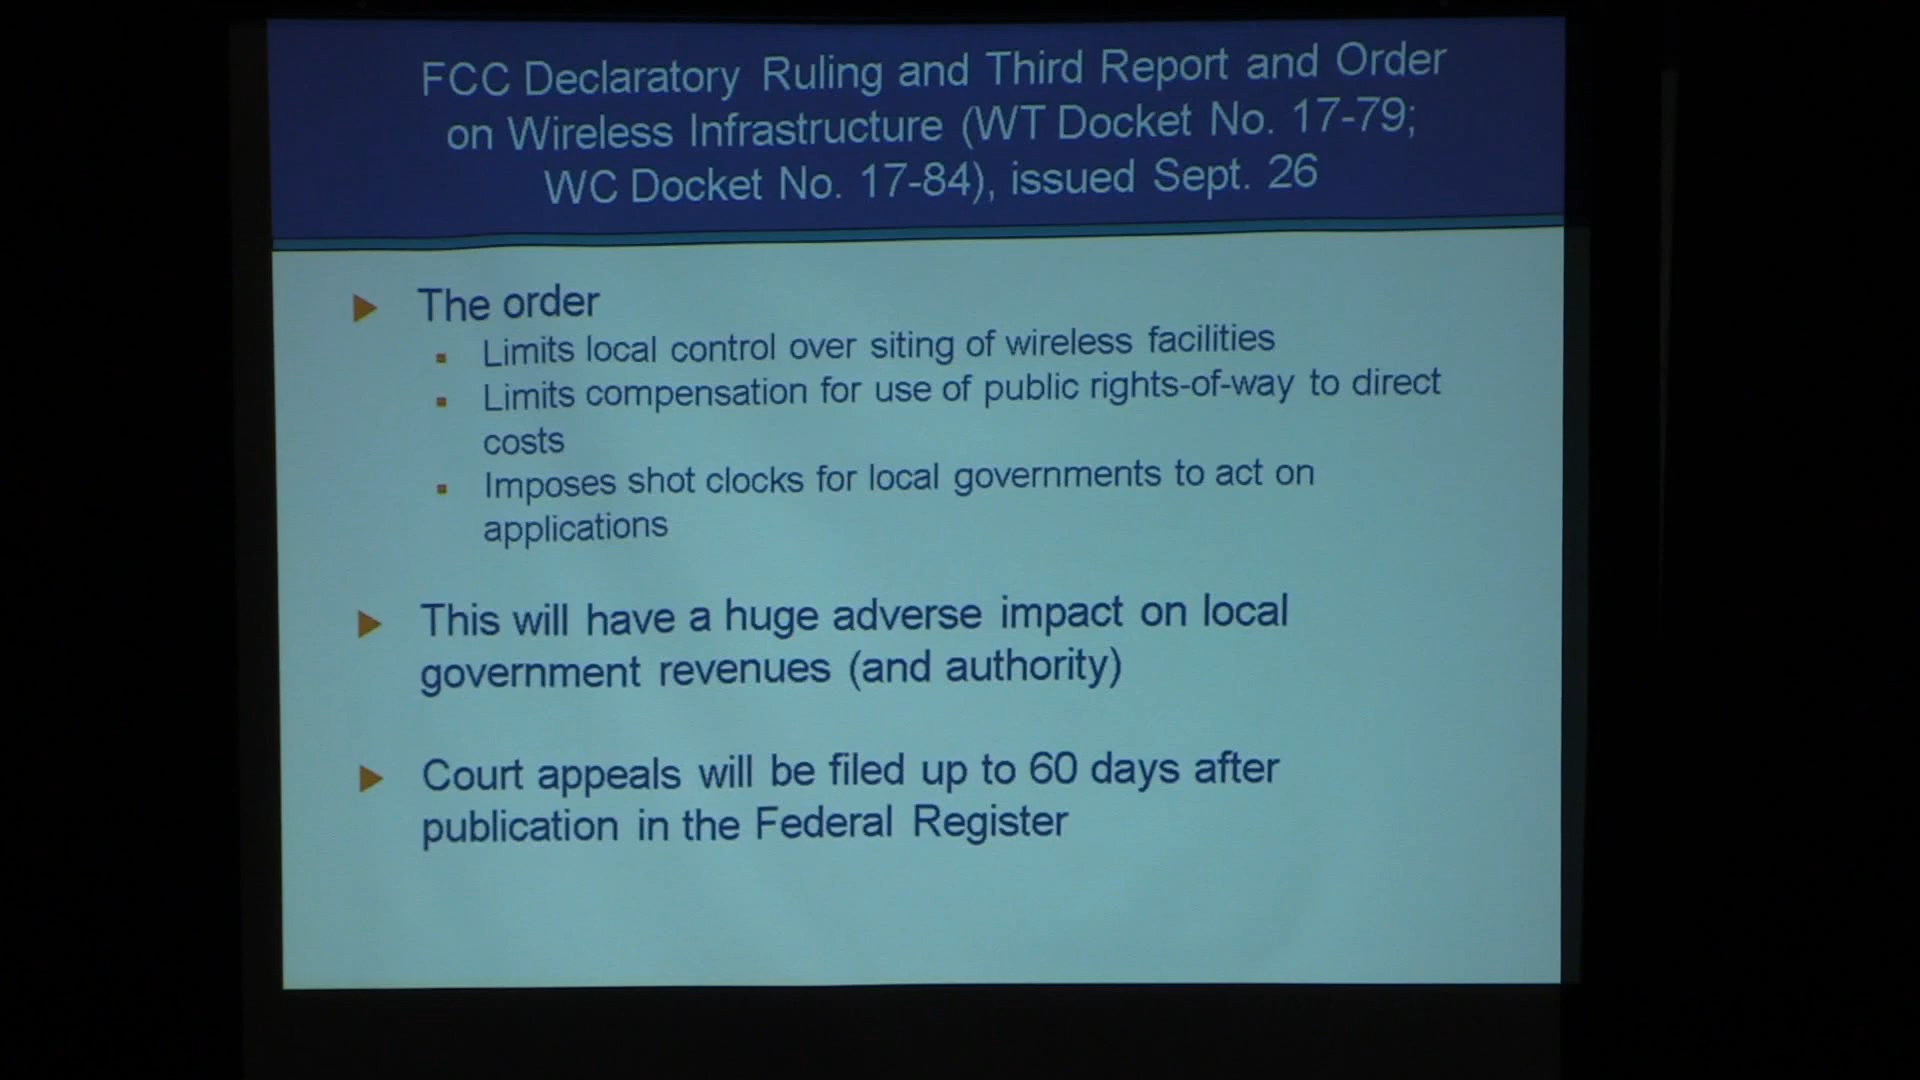 FCC Declaratory Ruling and Third Report and Order
on Wireless Infrastructure (WT Docket No. 17-79;
WC Docket No. 17-84), issued Sept. 26
The order
Limits local control over siting of wireless facilities
Limits compensation for use of public rights-of-way to direct
costs
Imposes shot clocks for local governments to act on
applications
This will have a huge adverse impact on local
government revenues (and authority)
Court appeals will be filed up to 60 days after
publication in the Federal Register